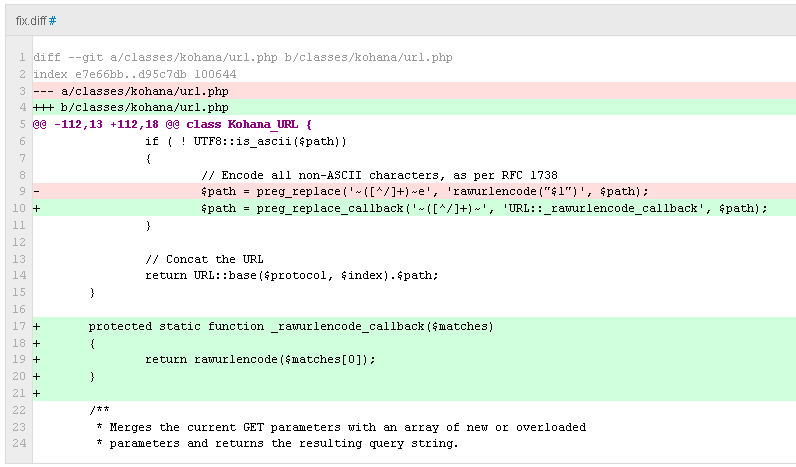 fix.diff #
1 diff --git a/classes/kohana/url.php b/classes/kohana/url.php
2 index e7e66bb..d95c7db 100644
3 --- a/classes/kohana/url.php
4 +++ b/classes/kohana/url.php
5 @@ -112,13 +112,18 @@ class Kohana_URL {
6 if ( ! UTF8::is_ascii($path))
7 {
8 // Encode all non-ASCII characters, as per RFC 1738
9 - $path = preg_replace('~([^/]+)~e', 'rawurlencode("$1")', $path);
10 + $path = preg_replace_callback('~([^/]+)~', 'URL::_rawurlencode_callback', $path);
11 }
12
13 // Concat the URL
14 return URL::base($protocol, $index).$path;
15 }
16
17 + protected static function _rawurlencode_callback($matches)
18 + {
19 + return rawurlencode($matches[0]);
20 + }
21 +
22 /**
23 * Merges the current GET parameters with an array of new or overloaded
24 * parameters and returns the resulting query string.